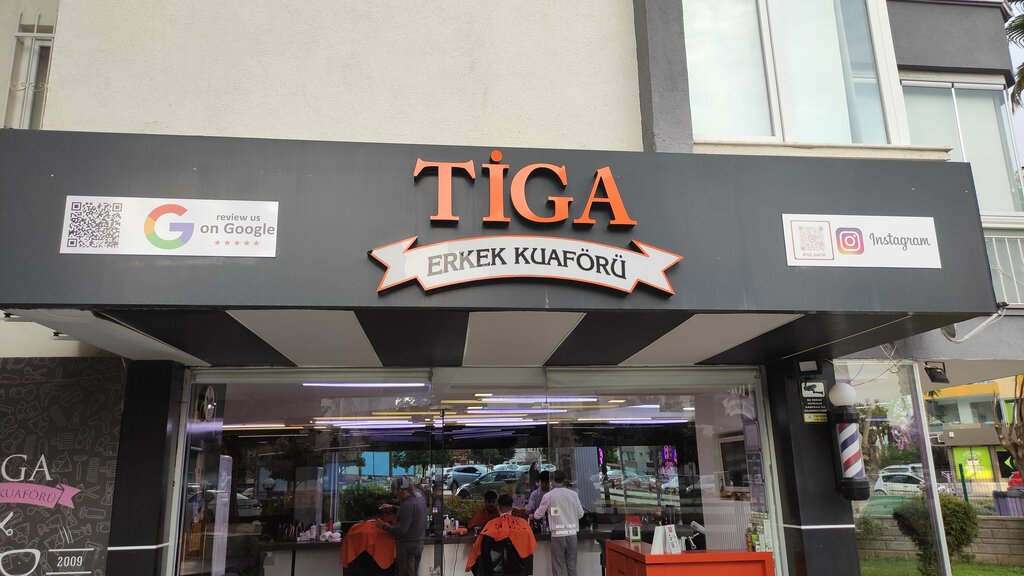 TİGA
ERKEK KUAFÖRÜ
review us
on Google
Instagram
GA
KUAFÖRÜ
2009